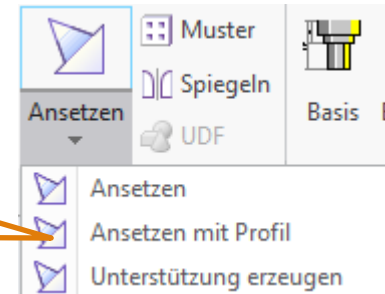 Muster
Spiegeln
Ansetzen
UDF
Basis
Ansetzen
Ansetzen mit Profil
Unterstützung erzeugen